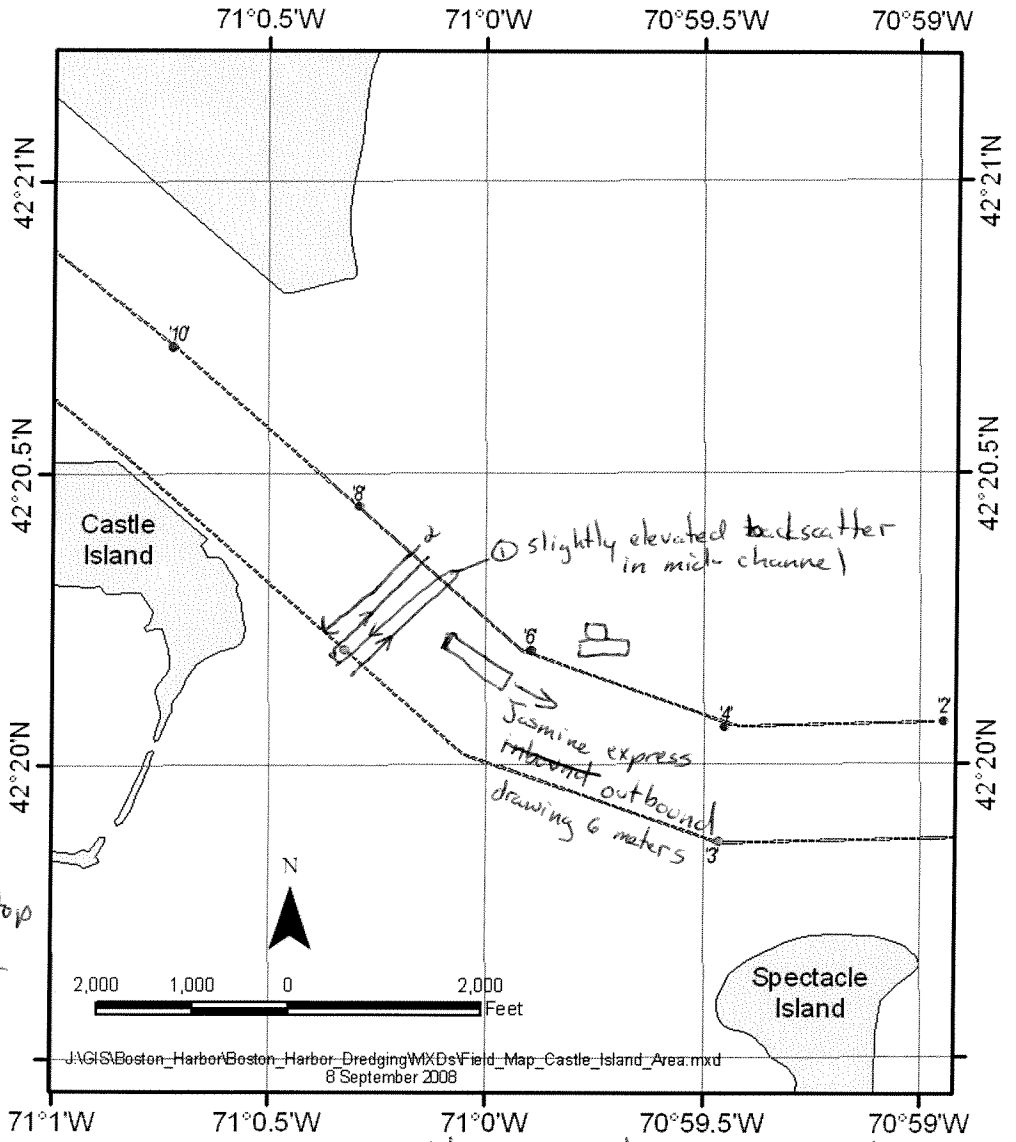 71°0.5'W 71°0'W 70°59.5'W 70°59'W
42°21'N 42°21'N
'10'
42°20.5'N 42°20.5'N
'8'
Castle
Island
2
① slightly elevated backscatter
in mid-channel
'6'
'4' '2'
Jasmine express
inbound outbound
drawing 6 meters
42°20'N 42°20'N
3'
N
top
2,000 1,000 0 2,000
Feet
Spectacle
Island
J:\GIS\Boston_Harbor\Boston_Harbor_Dredging\MXDs\Field_Map_Castle_Island_Area.mxd
8 September 2008
71°1'W 71°0.5'W 71°0'W 70°59.5'W 70°59'W